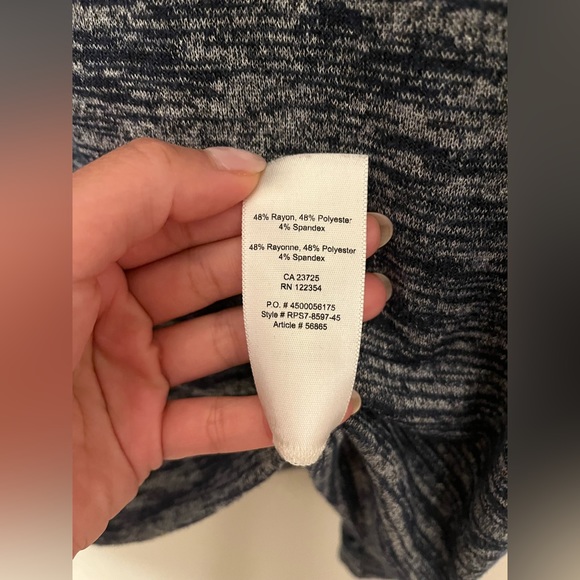 48% Rayon, 48% Polyester
4% Spandex
48% Rayonne, 48% Polyester
4% Spandex
CA 23725
RN 122354
P.O. # 4500056175
Style # RPS7-8597-45
Article # 56865